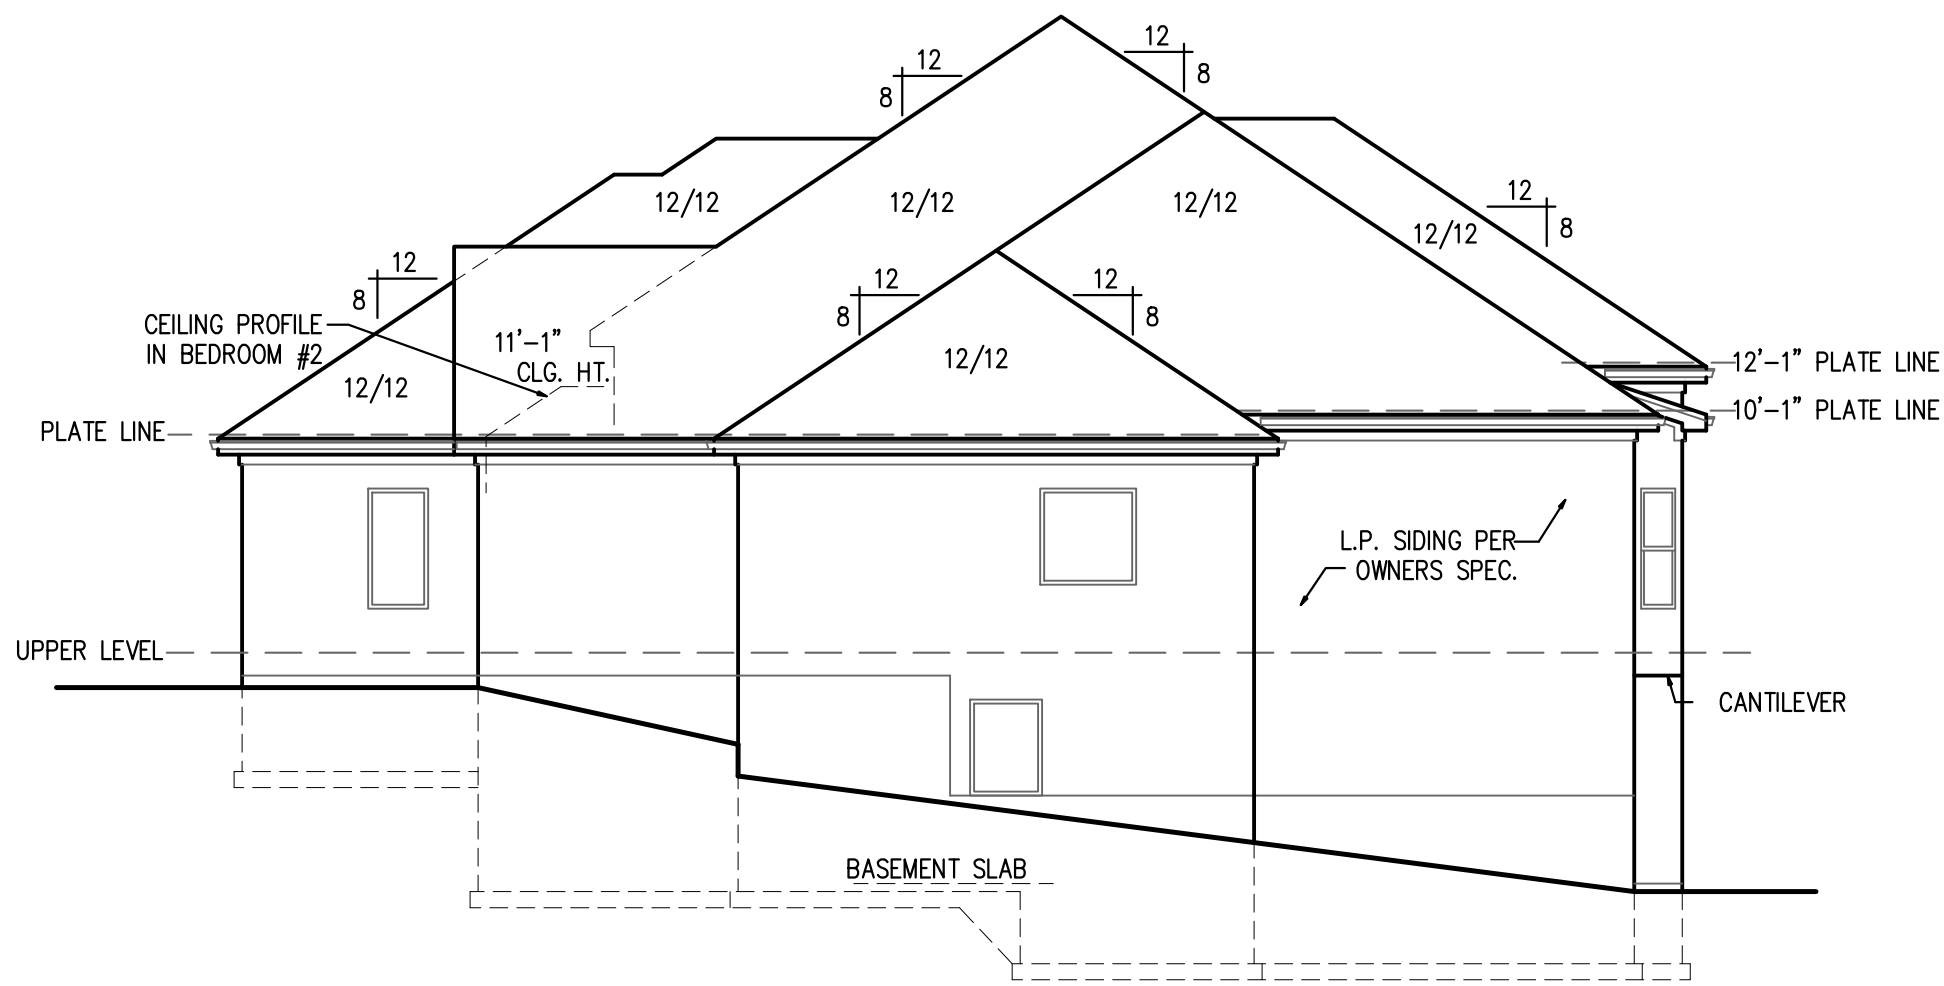 12
8
12
8
12
8
12/12
12/12
12/12
12/12
12
8
12
8
12
8
CEILING PROFILE
IN BEDROOM #2
11'-1"
CLG. HT.
12/12
12/12
12'-1" PLATE LINE
10'-1" PLATE LINE
PLATE LINE
L.P. SIDING PER
OWNERS SPEC.
UPPER LEVEL
CANTILEVER
BASEMENT SLAB